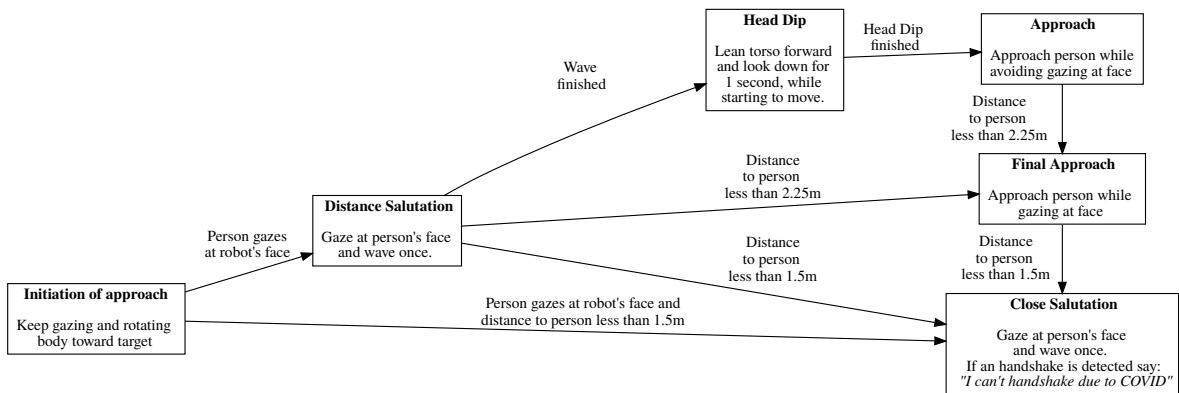 Head Dip
Lean torso forward
and look down for
1 second, while
starting to move.
Head Dip
finished
Approach
Approach person while
avoiding gazing at face
Wave
finished
Distance
to person
less than 2.25m
Distance
to person
less than 2.25m
Final Approach
Approach person while
gazing at face
Distance Salutation
Gaze at person's face
and wave once.
Person gazes
at robot's face
Distance
to person
less than 1.5m
Distance
to person
less than 1.5m
Initiation of approach
Keep gazing and rotating
body toward target
Person gazes at robot's face and
distance to person less than 1.5m
Close Salutation
Gaze at person's face
and wave once.
If an handshake is detected say:
"I can't handshake due to COVID"